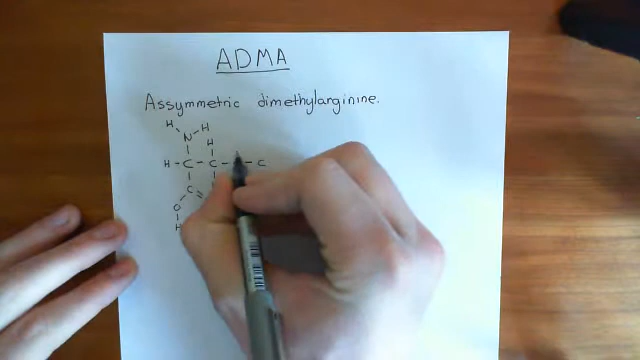 ADMA
Assymmetric dimethylarginine.
H H
N H
H - C - C - - C
C
O
H